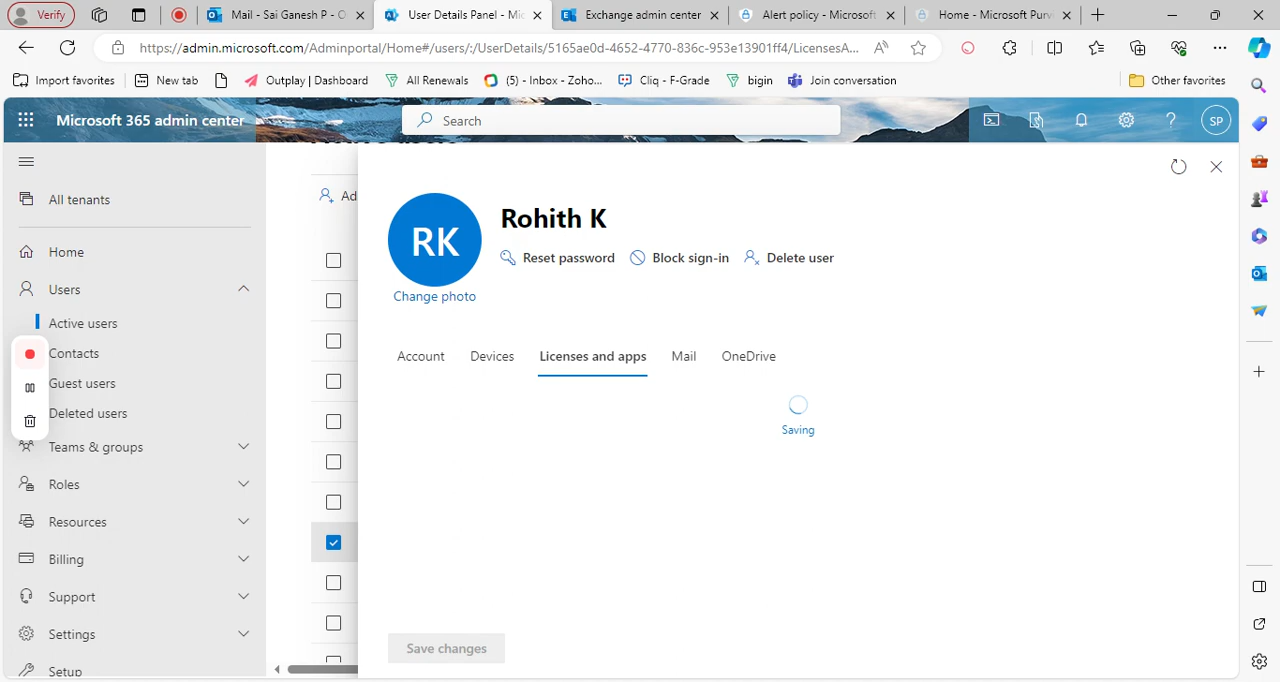 Verify
Mail - Sai Ganesh P - O
User Details Panel - Mic
Exchange admin center
Alert policy - Microsoft
Home - Microsoft Purvi
https://admin.microsoft.com/Adminportal/Home#/users/:/UserDetails/5165ae0d-4652-4770-836c-953e13901ff4/LicensesA...
Import favorites
New tab
Outplay | Dashboard
All Renewals
(5) - Inbox - Zoho...
Cliq - F-Grade
bigin
Join conversation
Other favorites
Microsoft 365 admin center
Search
SP
All tenants
Home
Users
Active users
Contacts
Guest users
Deleted users
Teams & groups
Roles
Resources
Billing
Support
Settings
Setup
Ad
RK
Change photo
Rohith K
Reset password
Block sign-in
Delete user
Account
Devices
Licenses and apps
Mail
OneDrive
Saving
Save changes